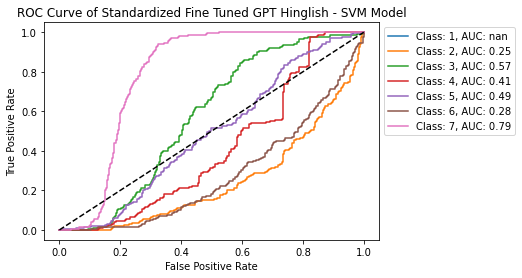 ROC Curve of Standardized Fine Tuned GPT Hinglish - SVM Model
Class: 1, AUC: nan
Class: 2, AUC: 0.25
Class: 3, AUC: 0.57
Class: 4, AUC: 0.41
Class: 5, AUC: 0.49
Class: 6, AUC: 0.28
Class: 7, AUC: 0.79
True Positive Rate
1.0
0.8
0.6
0.4
0.2
0.0
0.0 0.2 0.4 0.6 0.8 1.0
False Positive Rate